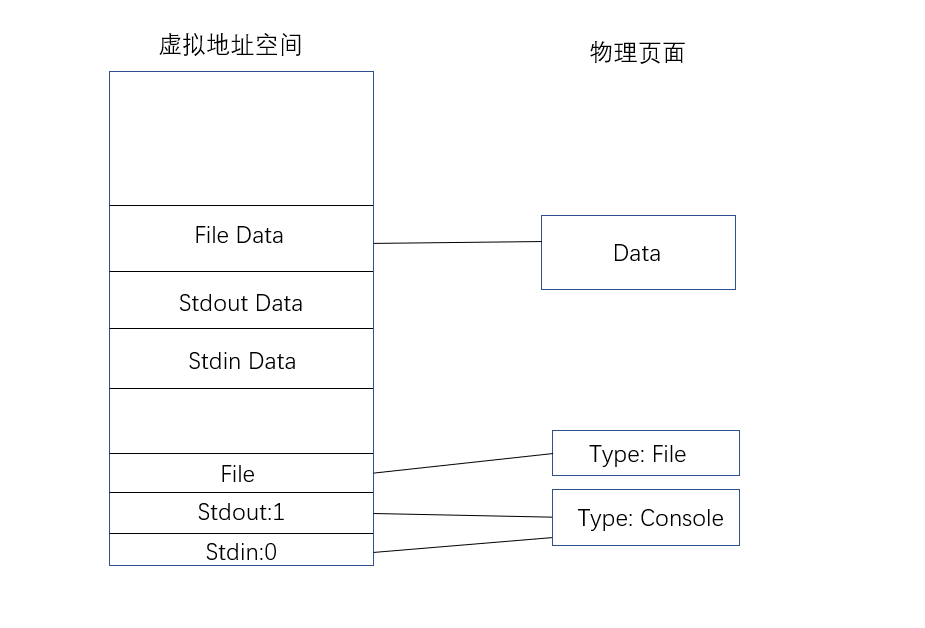 虚拟地址空间
物理页面
File Data
Data
Stdout Data
Stdin Data
File
Type: File
Stdout:1
Type: Console
Stdin:0